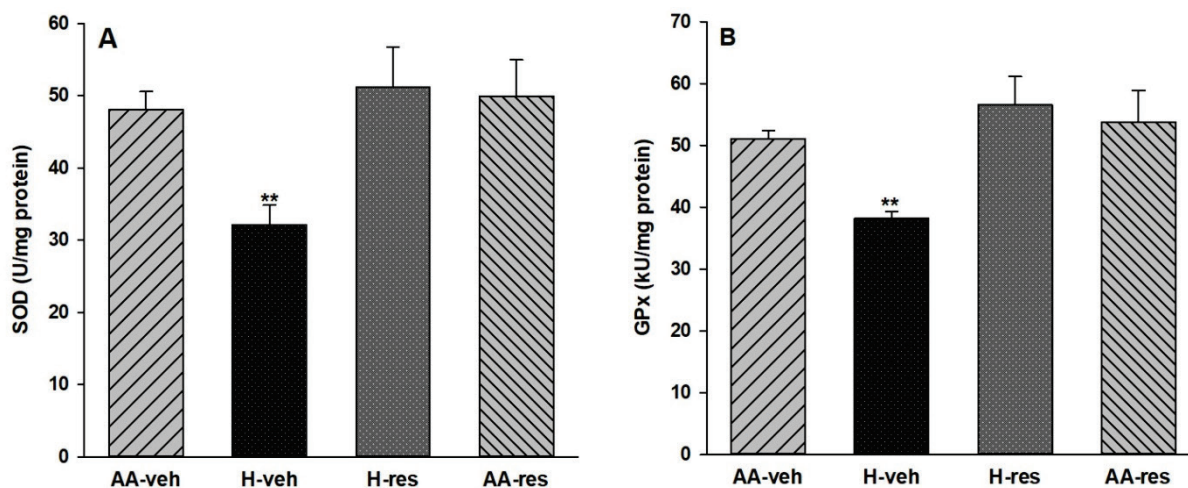 A
SOD (U/mg protein)
60
50
40
30
20
10
0
**
AA-veh H-veh H-res AA-res
B
GPx (kU/mg protein)
70
60
50
40
30
20
10
0
**
AA-veh H-veh H-res AA-res